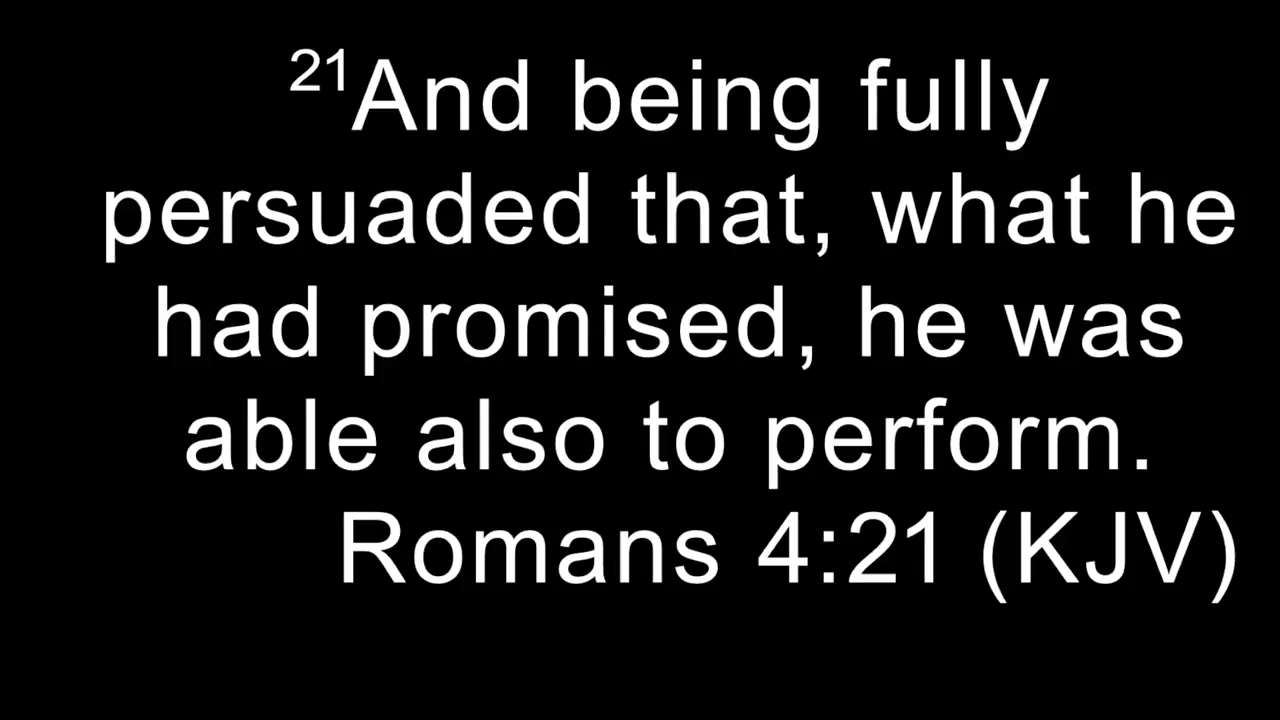 ²¹And being fully
persuaded that, what he
had promised, he was
able also to perform.
Romans 4:21 (KJV)